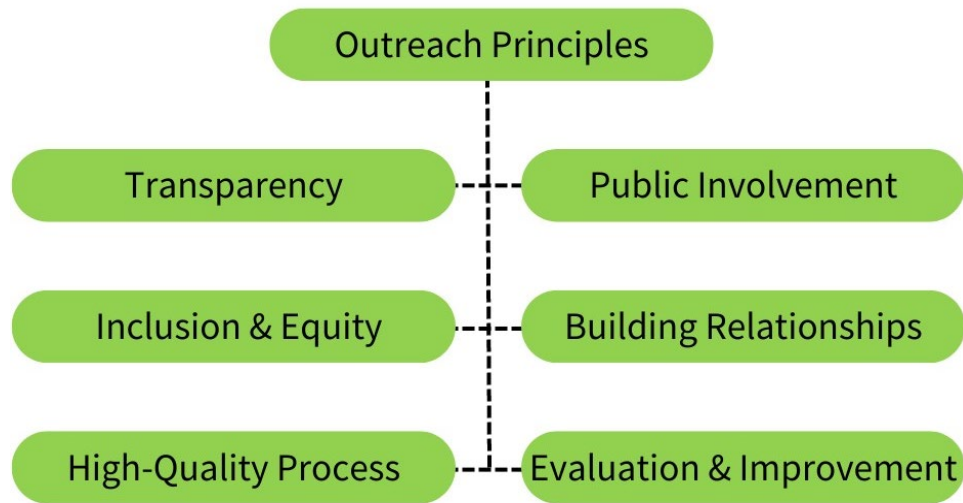 Outreach Principles
Transparency
Public Involvement
Inclusion & Equity
Building Relationships
High-Quality Process
Evaluation & Improvement